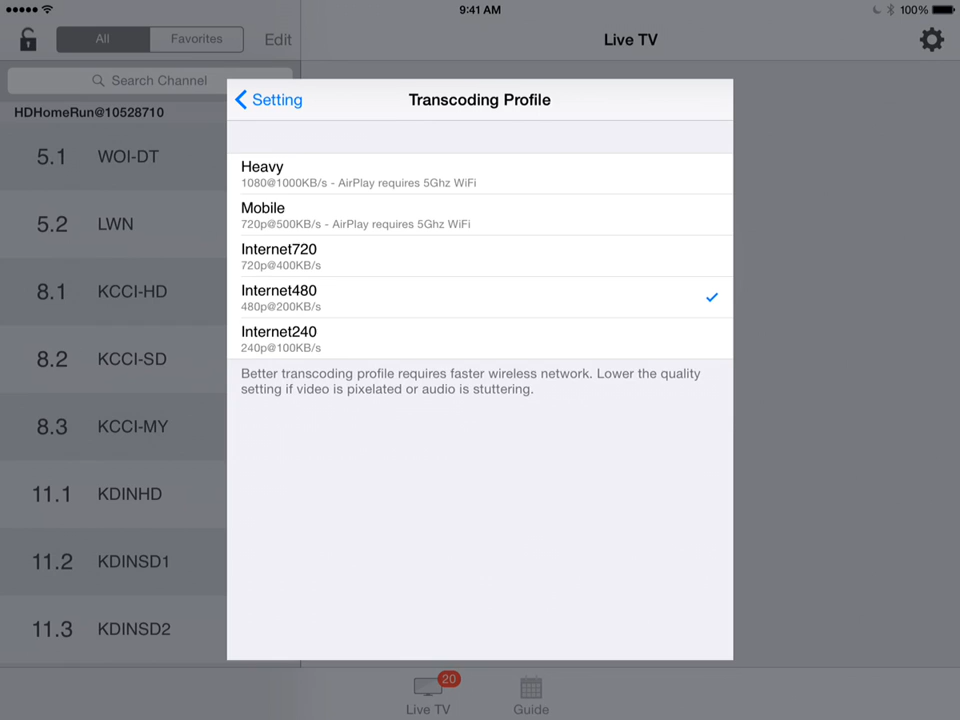 9:41 AM
100%
All
Favorites
Edit
Live TV
Search Channel
HDHomeRun@10528710
5.1 WOI-DT
5.2 LWN
8.1 KCCI-HD
8.2 KCCI-SD
8.3 KCCI-MY
11.1 KDINHD
11.2 KDINSD1
11.3 KDINSD2
Setting
Transcoding Profile
Heavy
1080@1000KB/s - AirPlay requires 5Ghz WiFi
Mobile
720p@500KB/s - AirPlay requires 5Ghz WiFi
Internet720
720p@400KB/s
Internet480
480p@200KB/s
Internet240
240p@100KB/s
Better transcoding profile requires faster wireless network. Lower the quality
setting if video is pixelated or audio is stuttering.
20
Live TV
Guide